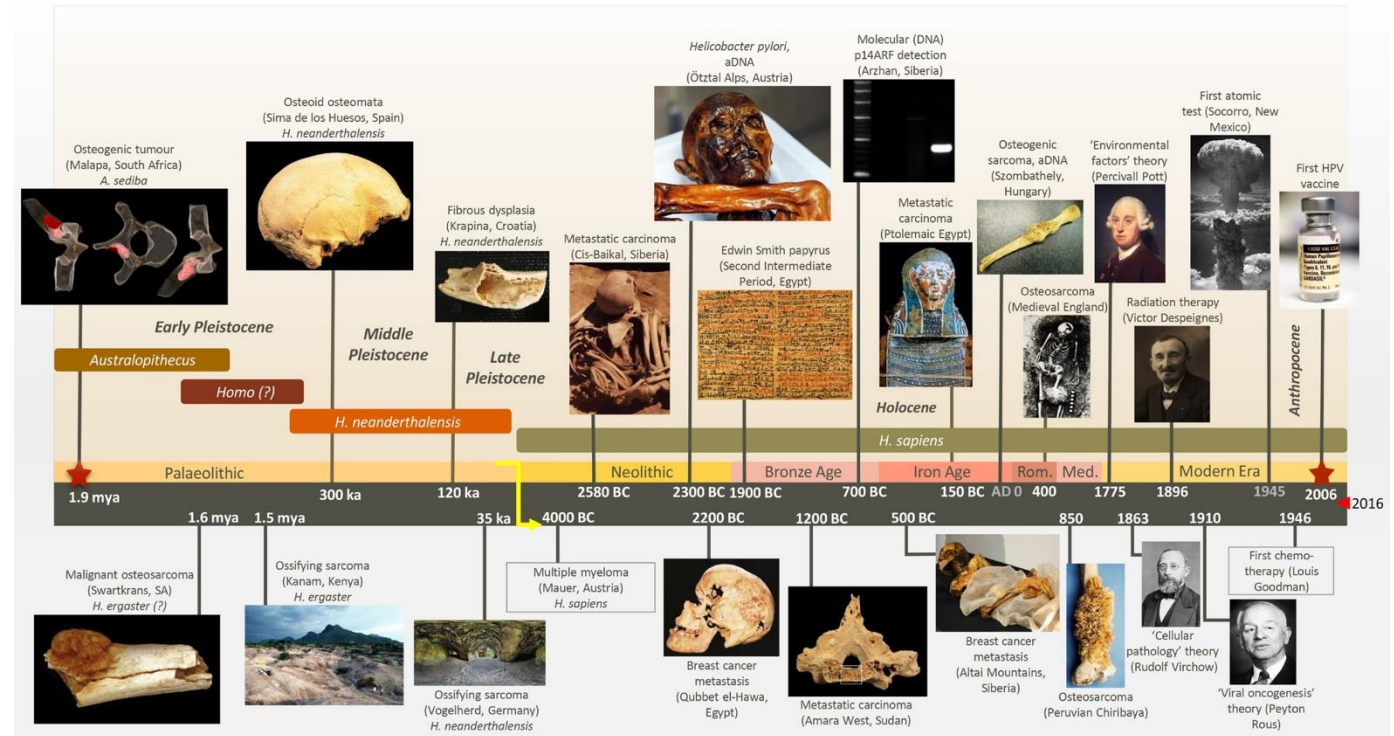 Osteogenic tumour
(Malapa, South Africa)
A. sediba
Osteoid osteomata
(Sima de los Huesos, Spain)
H. neanderthalensis
Fibrous dysplasia
(Krapina, Croatia)
H. neanderthalensis
Metastatic carcinoma
(Cis-Baikal, Siberia)
Helicobacter pylori,
aDNA
(Ötztal Alps, Austria)
Edwin Smith papyrus
(Second Intermediate
Period, Egypt)
Molecular (DNA)
p14ARF detection
(Arzhan, Siberia)
Metastatic
carcinoma
(Ptolemaic Egypt)
Osteogenic
sarcoma, aDNA
(Szombathely,
Hungary)
Osteosarcoma
(Medieval England)
'Environmental
factors' theory
(Percivall Pott)
Radiation therapy
(Victor Despeignes)
First atomic
test (Socorro, New
Mexico)
First HPV
vaccine
Early Pleistocene
Middle
Pleistocene
Late
Pleistocene
Holocene
Anthropocene
Australopithecus
Homo (?)
H. neanderthalensis
H. sapiens
Palaeolithic
Neolithic
Bronze Age
Iron Age
Rom.
Med.
Modern Era
1.9 mya
300 ka
120 ka
2580 BC
2300 BC
1900 BC
700 BC
150 BC
AD 0
400
1775
1896
1945
2006
2016
1.6 mya
1.5 mya
35 ka
4000 BC
2200 BC
1200 BC
500 BC
850
1863
1910
1946
Malignant osteosarcoma
(Swartkrans, SA)
H. ergaster (?)
Ossifying sarcoma
(Kanam, Kenya)
H. ergaster
Ossifying sarcoma
(Vogelherd, Germany)
H. neanderthalensis
Multiple myeloma
(Mauer, Austria)
H. sapiens
Breast cancer
metastasis
(Qubbet el-Hawa,
Egypt)
Metastatic carcinoma
(Amara West, Sudan)
Breast cancer
metastasis
(Altai Mountains,
Siberia)
Osteosarcoma
(Peruvian Chiribaya)
'Cellular
pathology' theory
(Rudolf Virchow)
First chemo-
therapy (Louis
Goodman)
'Viral oncogenesis'
theory (Peyton
Rous)